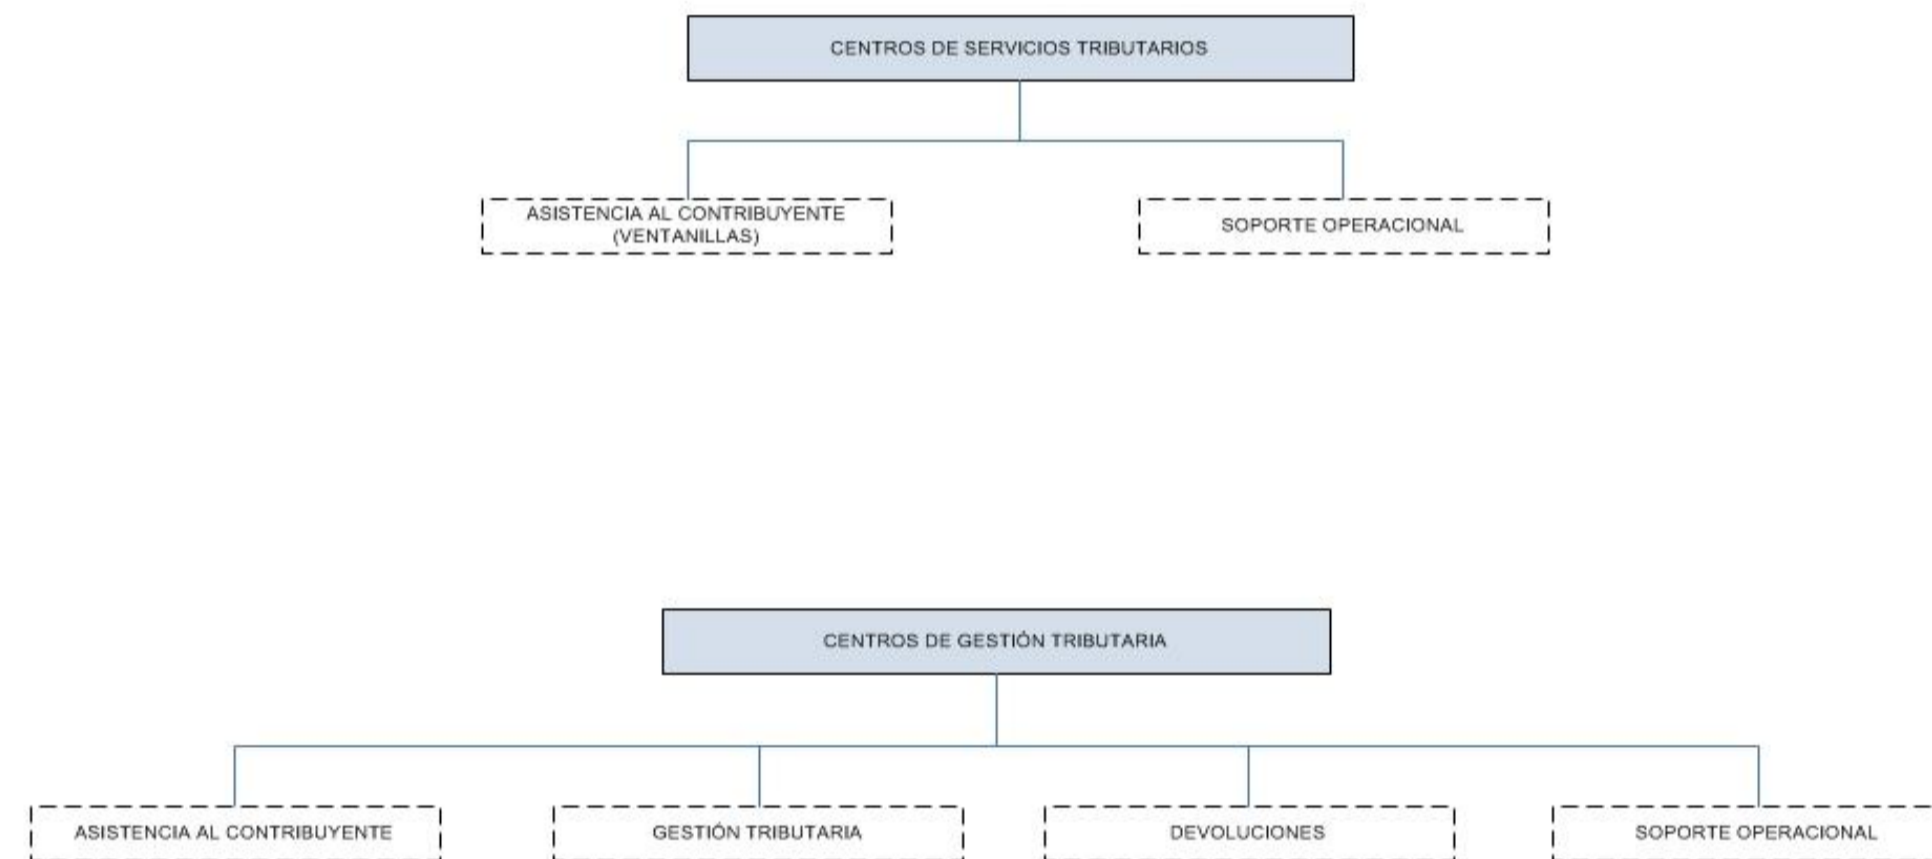 CENTROS DE SERVICIOS TRIBUTARIOS
ASISTENCIA AL CONTRIBUYENTE
(VENTANILLAS)
SOPORTE OPERACIONAL
CENTROS DE GESTIÓN TRIBUTARIA
ASISTENCIA AL CONTRIBUYENTE
GESTIÓN TRIBUTARIA
DEVOLUCIONES
SOPORTE OPERACIONAL